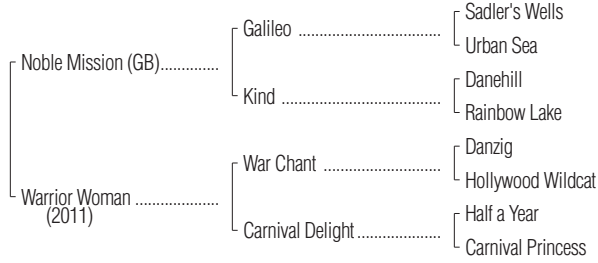 Sadler's Wells
Galileo ....................................
Urban Sea
Noble Mission (GB)..............
Danehill
Kind .........................................
Rainbow Lake
Danzig
War Chant ..............................
Hollywood Wildcat
Warrior Woman ....................
(2011)
Half a Year
Carnival Delight.....................
Carnival Princess